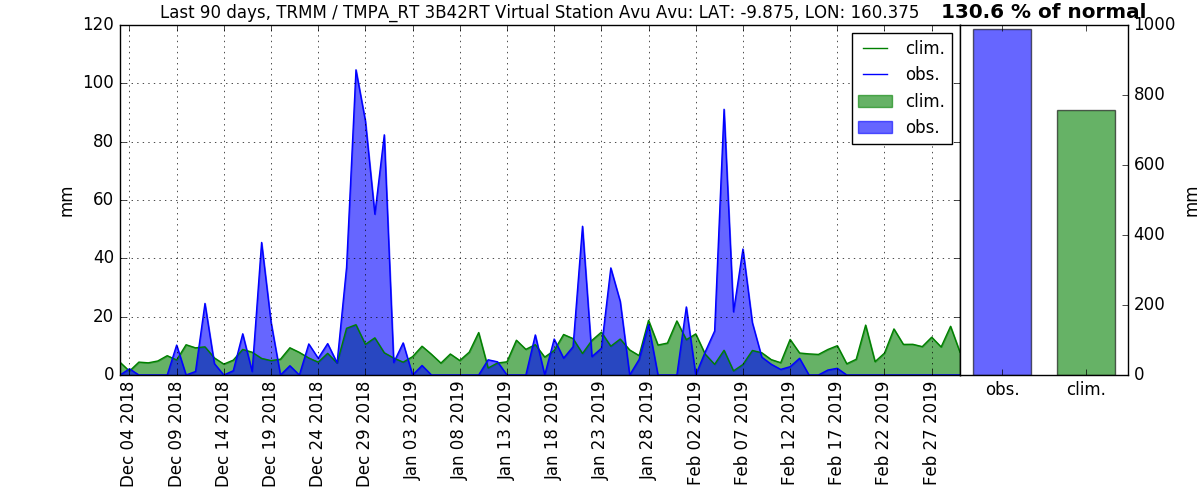 Last 90 days, TRMM / TMPA_RT 3B42RT Virtual Station Avu Avu: LAT: -9.875, LON: 160.375
130.6 % of normal
mm
120
100
80
60
40
20
0
clim.
obs.
clim.
obs.
Dec 04 2018
Dec 09 2018
Dec 14 2018
Dec 19 2018
Dec 24 2018
Dec 29 2018
Jan 03 2019
Jan 08 2019
Jan 13 2019
Jan 18 2019
Jan 23 2019
Jan 28 2019
Feb 02 2019
Feb 07 2019
Feb 12 2019
Feb 17 2019
Feb 22 2019
Feb 27 2019
1000
800
600
400
200
0
mm
obs.
clim.